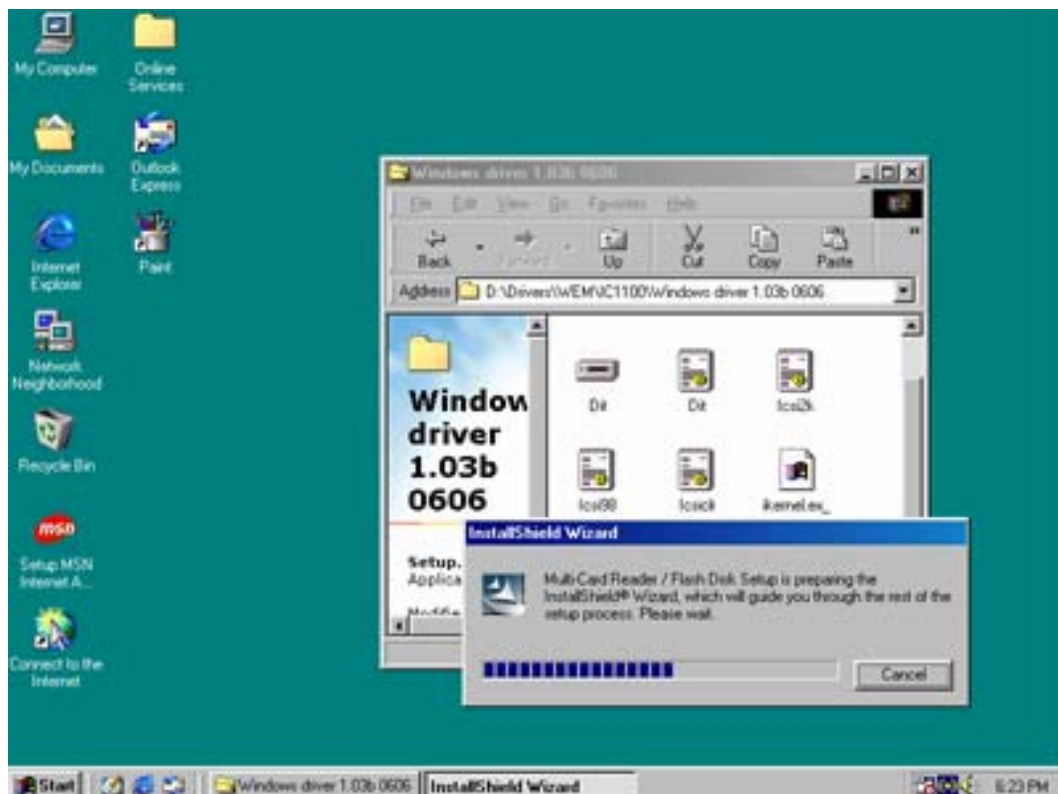 My Computer
Online
Services
My Documents
Outlook
Express
Internet
Explorer
Paint
Network
Neighborhood
Recycle Bin
msn
Setup MSN
Internet A...
Connect to the
Internet
Windows driver 1.03b 0606
File Edit View Go Favorites Help
Back Forward Up Cut Copy Paste
Address D:\Drivers\WEM\IC1100\Windows driver 1.03b 0606
Window
driver
1.03b
0606
Setup.
Applica
Modifie
Dit
Dit
Icsi2k
Icsi98
ikernel.ex_
InstallShield Wizard
Multi-Card Reader / Flash Disk Setup is preparing the
InstallShield® Wizard, which will guide you through the rest of the
setup process. Please wait.
Cancel
Start Windows driver 1.03b 0606 InstallShield Wizard 6:23 PM